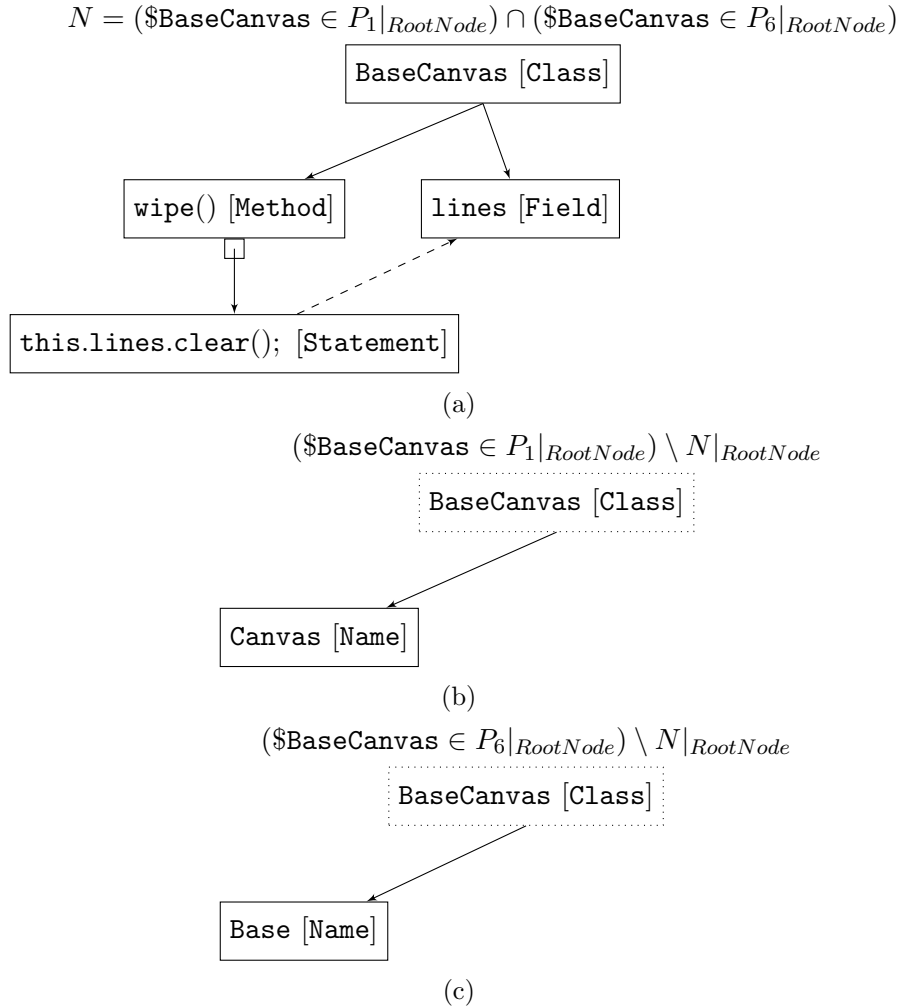 N = ($BaseCanvas ∈ P₁|RootNode) ∩ ($BaseCanvas ∈ P₆|RootNode)
BaseCanvas [Class]
wipe() [Method] lines [Field]
this.lines.clear(); [Statement]
(a)
($BaseCanvas ∈ P₁|RootNode) \ N|RootNode
BaseCanvas [Class]
Canvas [Name]
(b)
($BaseCanvas ∈ P₆|RootNode) \ N|RootNode
BaseCanvas [Class]
Base [Name]
(c)